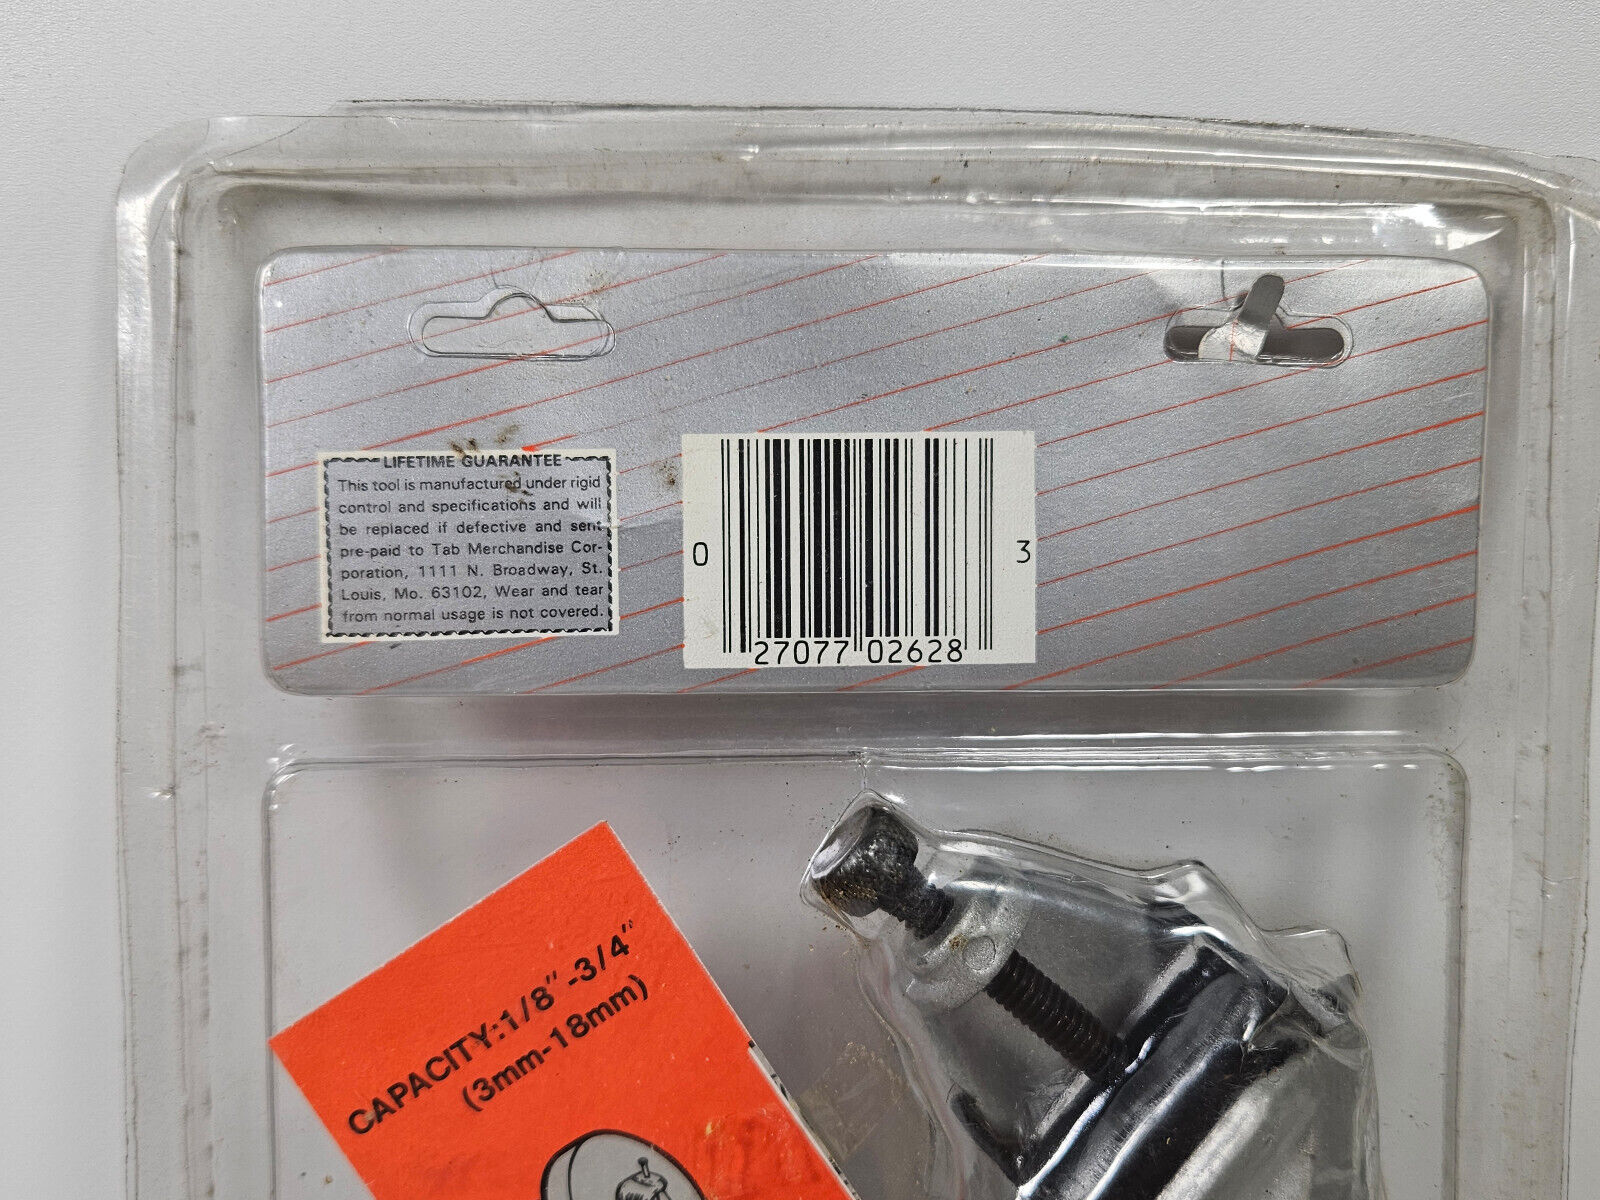 LIFETIME GUARANTEE
This tool is manufactured under rigid
control and specifications and will
be replaced if defective and sent
pre-paid to Tab Merchandise Cor-
poration, 1111 N. Broadway, St.
Louis, Mo. 63102, Wear and tear
from normal usage is not covered.
0 27077 02628 3
CAPACITY:1/8"-3/4"
(3mm-18mm)